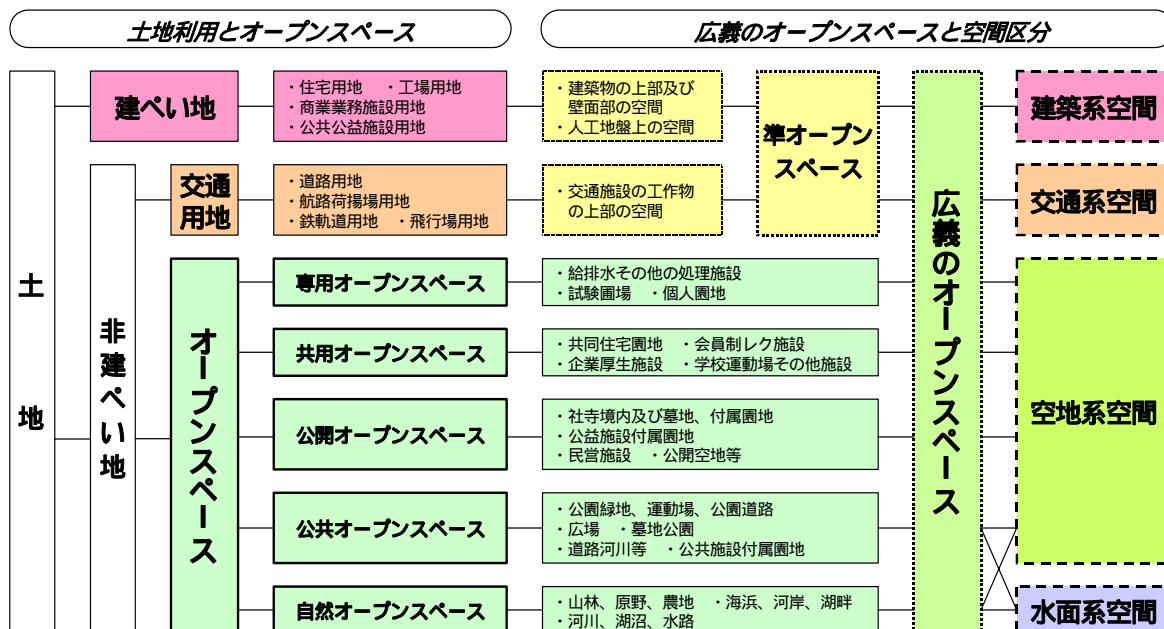 土地利用とオープンスペース
広義のオープンスペースと空間区分
土地
建ぺい地
・住宅用地 ・工場用地
・商業業務施設用地
・公共公益施設用地
・建築物の上部及び
壁面部の空間
・人工地盤上の空間
準オープン
スペース
広義のオープンスペース
建築系空間
非建ぺい地
交通
用地
・道路用地
・航路荷揚場用地
・鉄軌道用地 ・飛行場用地
・交通施設の工作物
の上部の空間
交通系空間
オープンスペース
専用オープンスペース
・給排水その他の処理施設
・試験圃場 ・個人園地
共用オープンスペース
・共同住宅園地 ・会員制レク施設
・企業厚生施設 ・学校運動場その他施設
公開オープンスペース
・社寺境内及び墓地、付属園地
・公益施設付属園地
・民営施設 ・公開空地等
空地系空間
公共オープンスペース
・公園緑地、運動場、公園道路
・広場 ・墓地公園
・道路河川等 ・公共施設付属園地
自然オープンスペース
・山林、原野、農地 ・海浜、河岸、湖畔
・河川、湖沼、水路
水面系空間